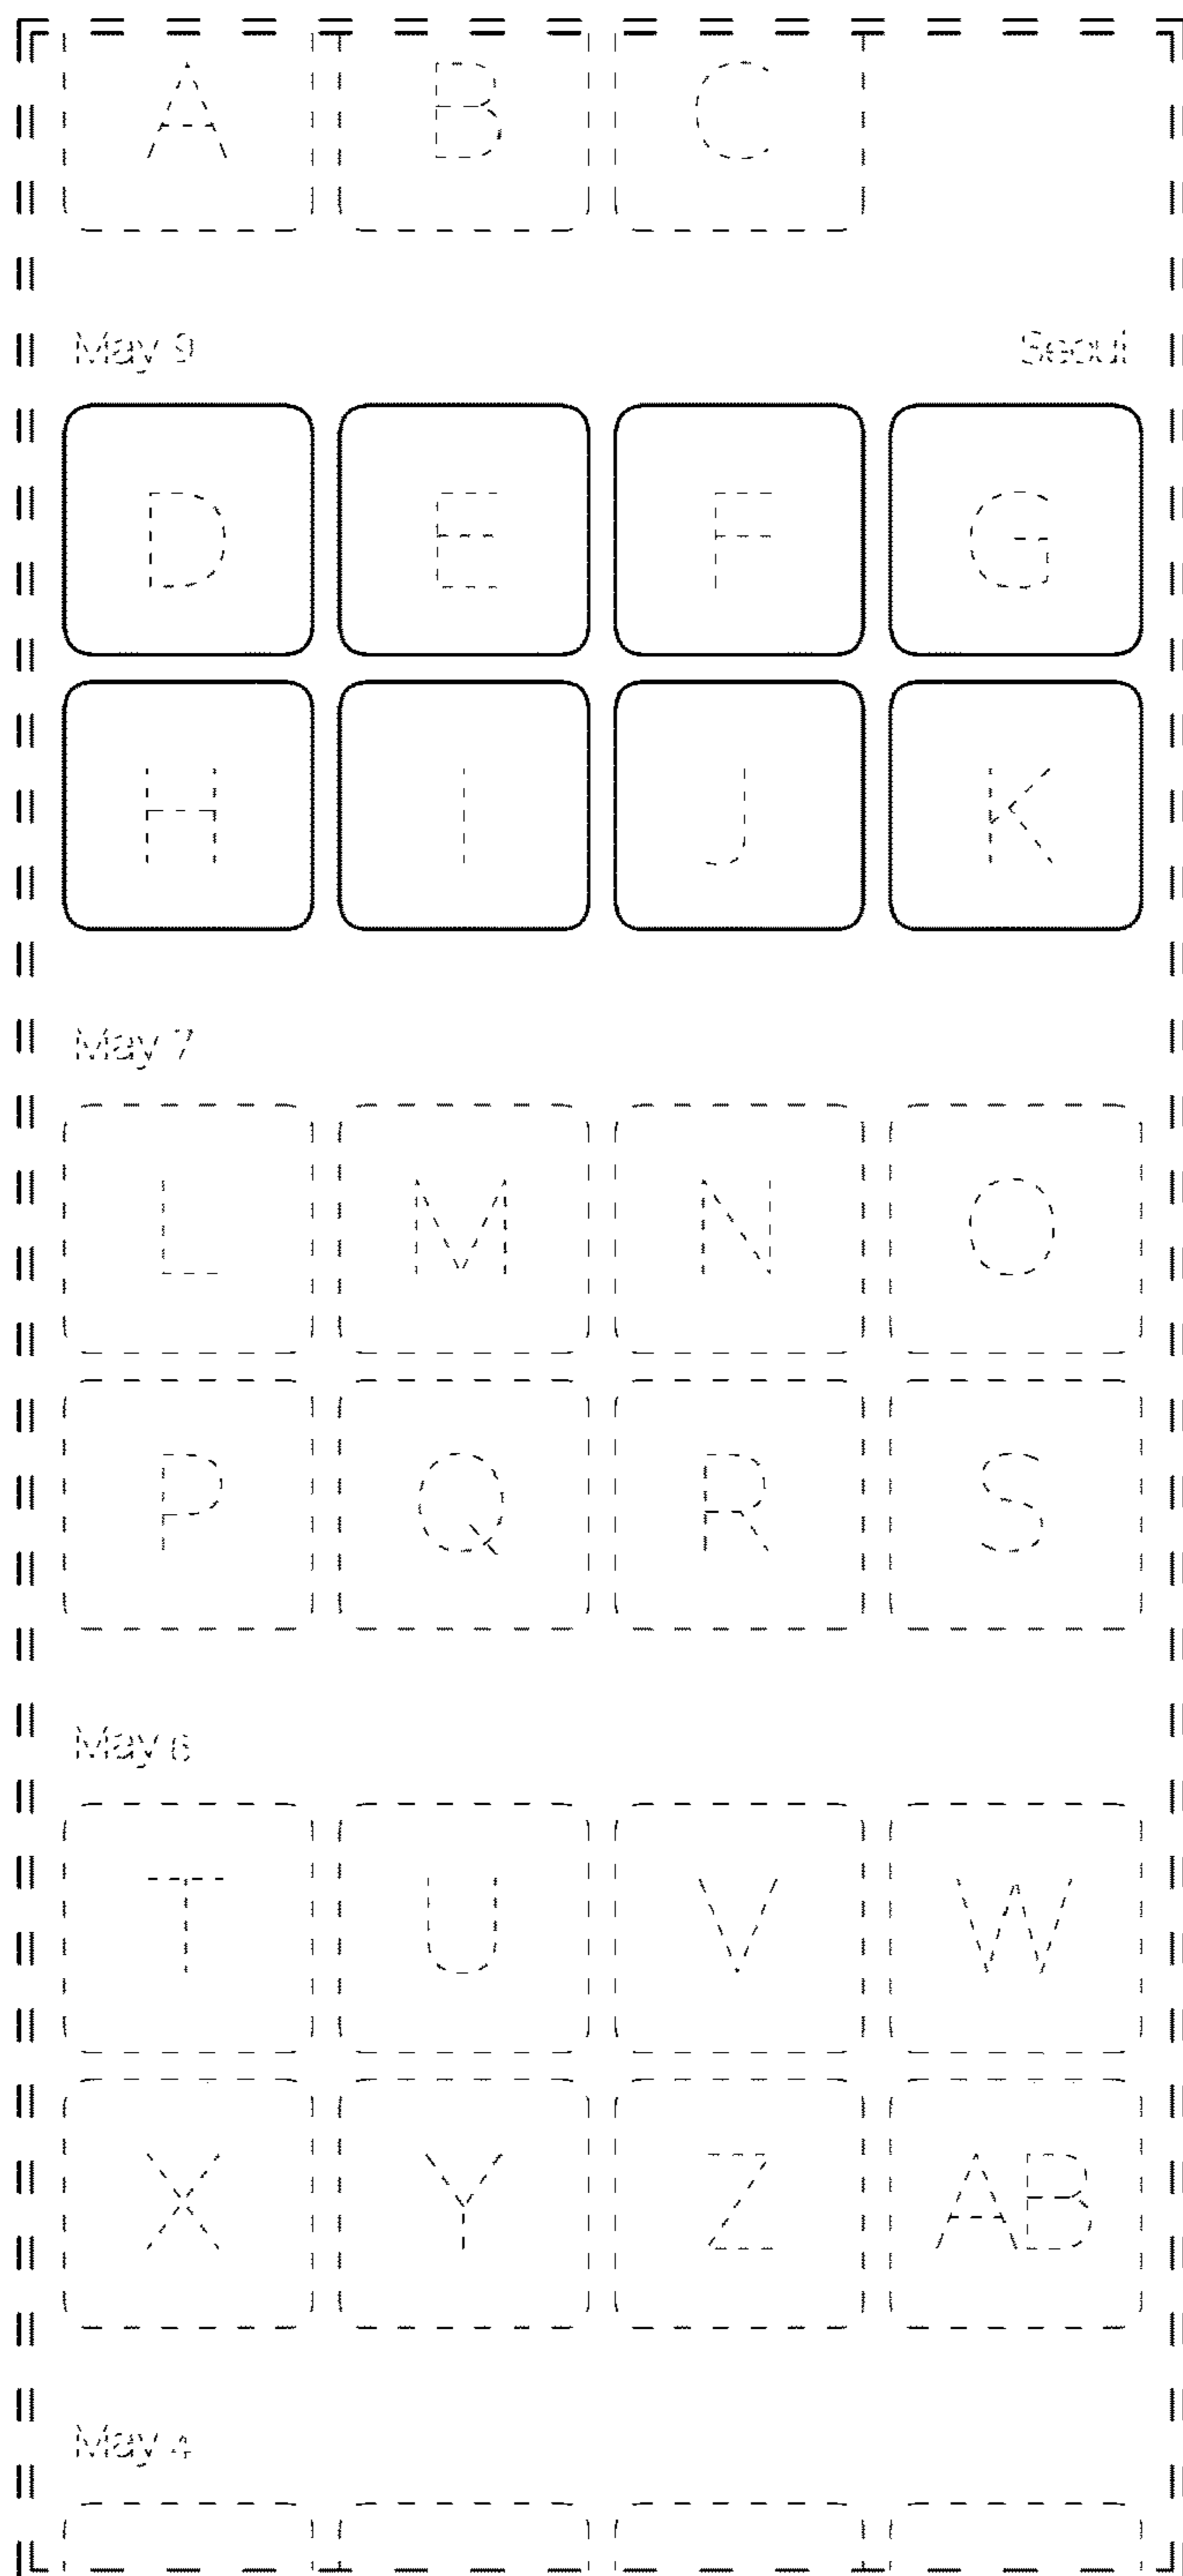 A B C
May 9 Seoul
D E F G
H I J K
May 7
L M N O
P Q R S
May 6
T U V W
X Y Z AB
May 4